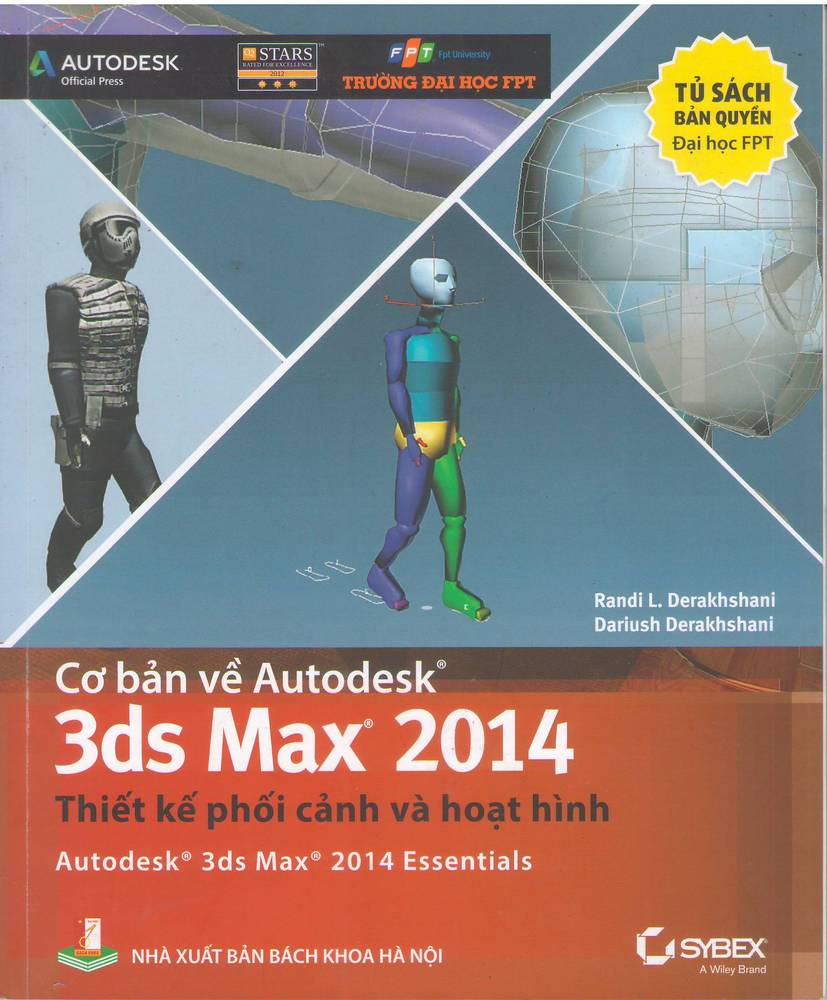 AUTODESK
Official Press
STARS™
RATED FOR EXCELLENCE
2012
FPT Fpt University
TRƯỜNG ĐẠI HỌC FPT
TỦ SÁCH
BẢN QUYỀN
Đại học FPT
Randi L. Derakhshani
Dariush Derakhshani
Cơ bản về Autodesk®
3ds Max® 2014
Thiết kế phối cảnh và hoạt hình
Autodesk® 3ds Max® 2014 Essentials
NHÀ XUẤT BẢN BÁCH KHOA HÀ NỘI
SYBEX®
A Wiley Brand